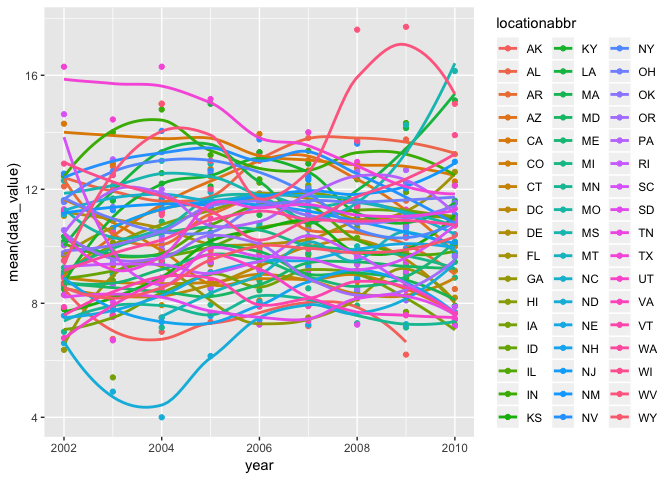 locationabbr
AK KY NY
AL LA OH
AR MA OK
AZ MD OR
CA ME PA
CO MI RI
CT MN SC
DC MO SD
DE MS TN
FL MT TX
GA NC UT
HI ND VA
IA NE VT
ID NH WA
IL NJ WI
IN NM WV
KS NV WY
mean(data_value)
16
12
8
4
2002 2004 2006 2008 2010
year